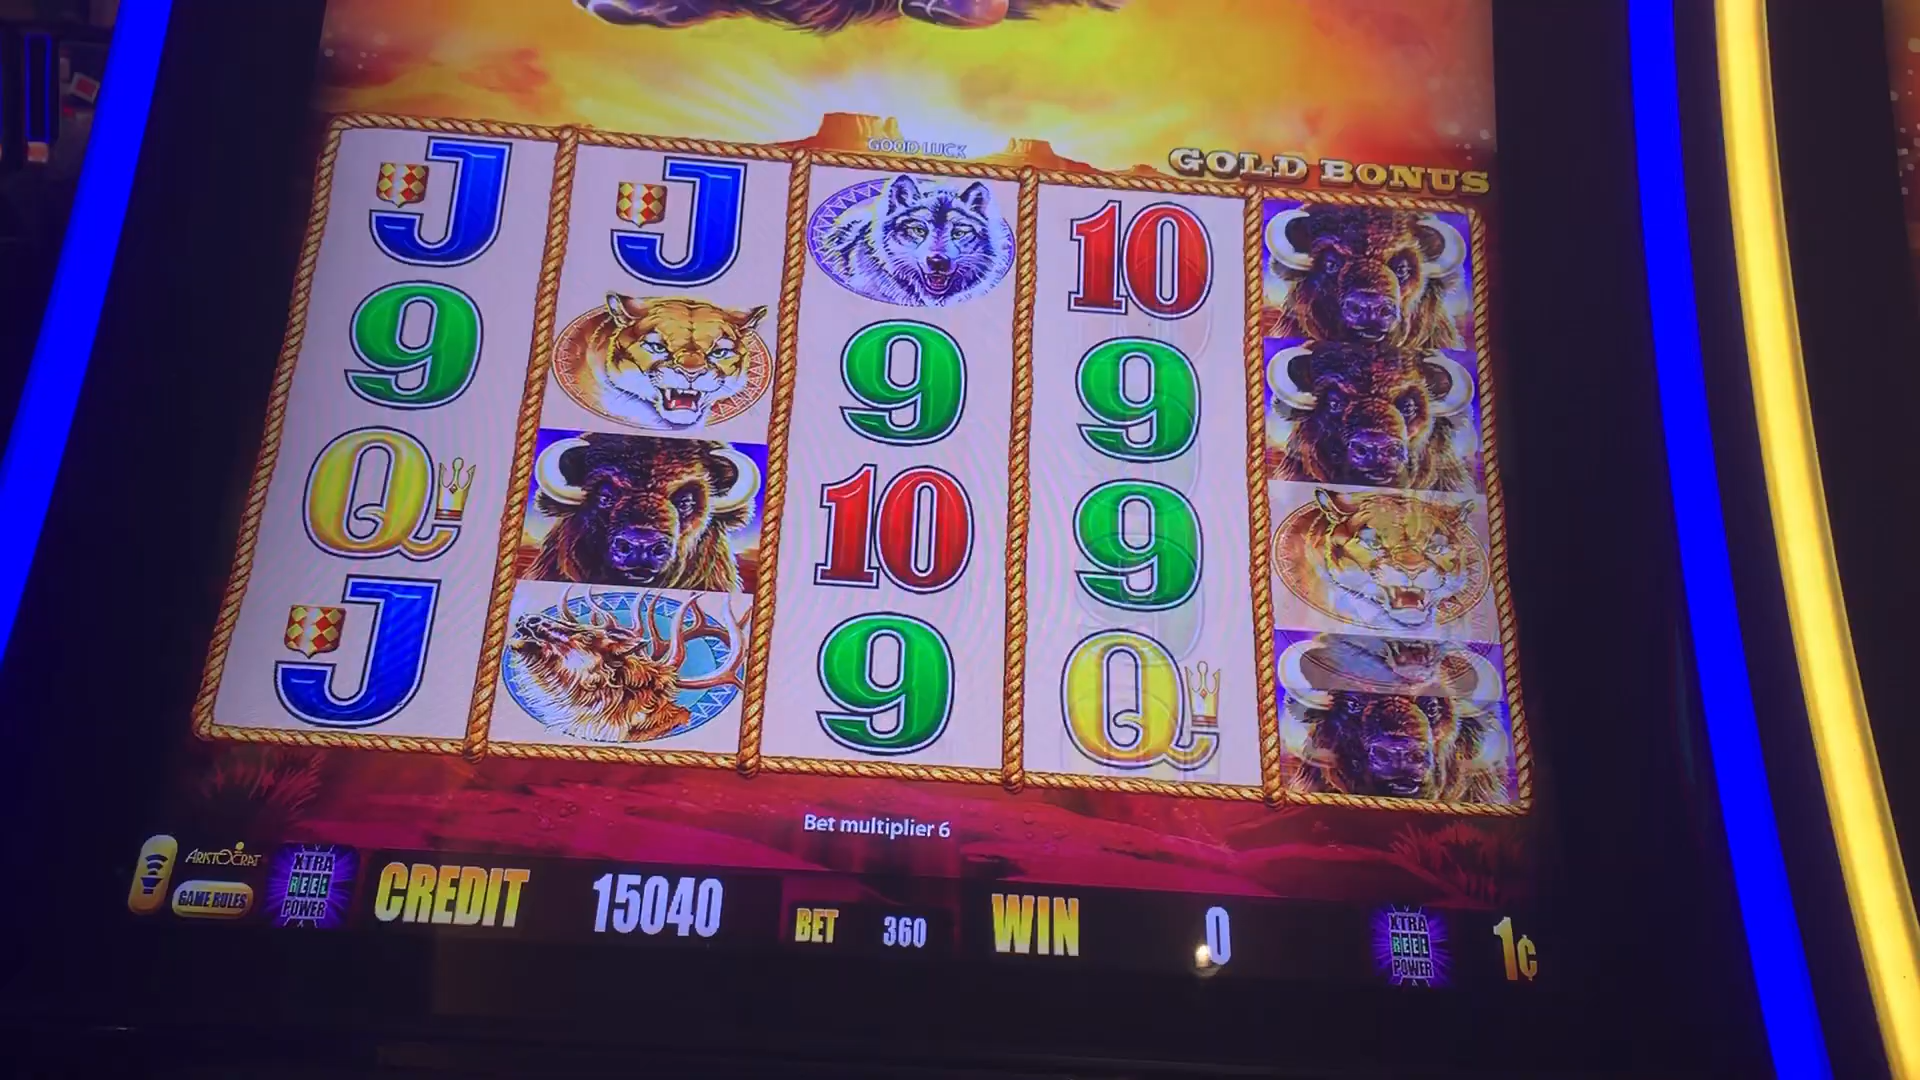 GOOD LUCK
GOLD BONUS
J J 10
9 9 9
Q 10 9
J 9 Q
Bet multiplier 6
ARISTOCRAT
GAME RULES
XTRA
REEL
POWER
CREDIT 15040 BET 360 WIN 0
XTRA
REEL
POWER
1¢